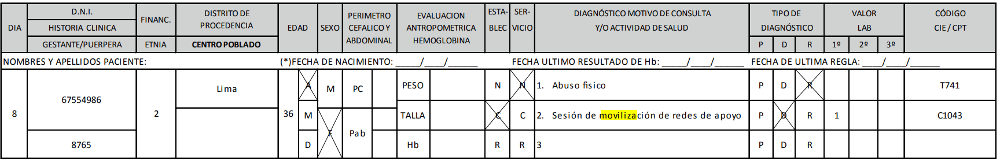 DIA D.N.I. FINANC. DISTRITO DE PROCEDENCIA EDAD SEXO PERIMETRO CEFALICO Y ABDOMINAL EVALUACION ANTROPOMETRICA HEMOGLOBINA ESTA- BLEC SER- VICIO DIAGNÓSTICO MOTIVO DE CONSULTA Y/O ACTIVIDAD DE SALUD TIPO DE DIAGNÓSTICO VALOR LAB CÓDIGO CIE / CPT
HISTORIA CLINICA
GESTANTE/PUERPERA ETNIA CENTRO POBLADO P D R 1º 2º 3º
NOMBRES Y APELLIDOS PACIENTE: (*)FECHA DE NACIMIENTO: _____/____/______ FECHA ULTIMO RESULTADO DE Hb: _____/____/______ FECHA DE ULTIMA REGLA: ____/____/______
8 67554986 2 Lima 36 A M PC PESO N N 1. Abuso fisico P D R T741
M F Pab TALLA C C 2. Sesión de movilización de redes de apoyo P D R 1 C1043
8765 D Hb R R 3 P D R